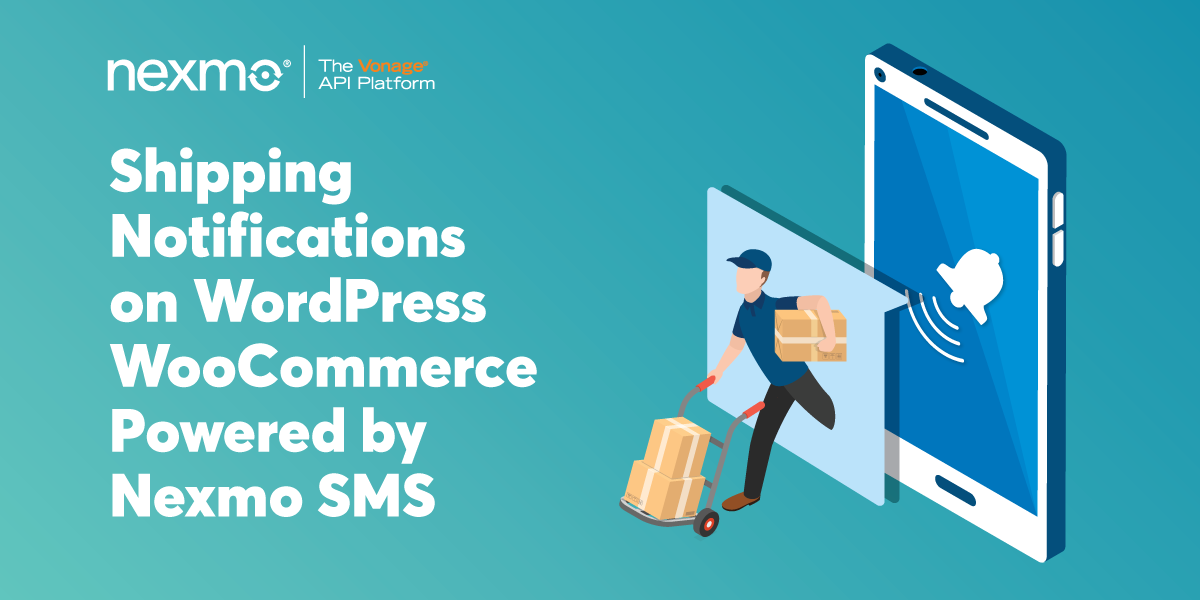 nexmo® The Vonage®
API Platform
Shipping
Notifications
on WordPress
WooCommerce
Powered by
Nexmo SMS